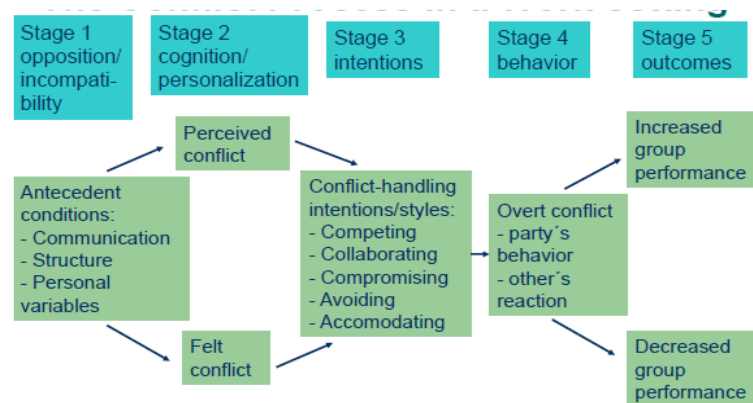 Stage 1
opposition/
incompati-
bility
Stage 2
cognition/
personalization
Stage 3
intentions
Stage 4
behavior
Stage 5
outcomes
Perceived
conflict
Increased
group
performance
Antecedent
conditions:
- Communication
- Structure
- Personal
variables
Conflict-handling
intentions/styles:
- Competing
- Collaborating
- Compromising
- Avoiding
- Accomodating
Overt conflict
- party´s
behavior
- other´s
reaction
Felt
conflict
Decreased
group
performance